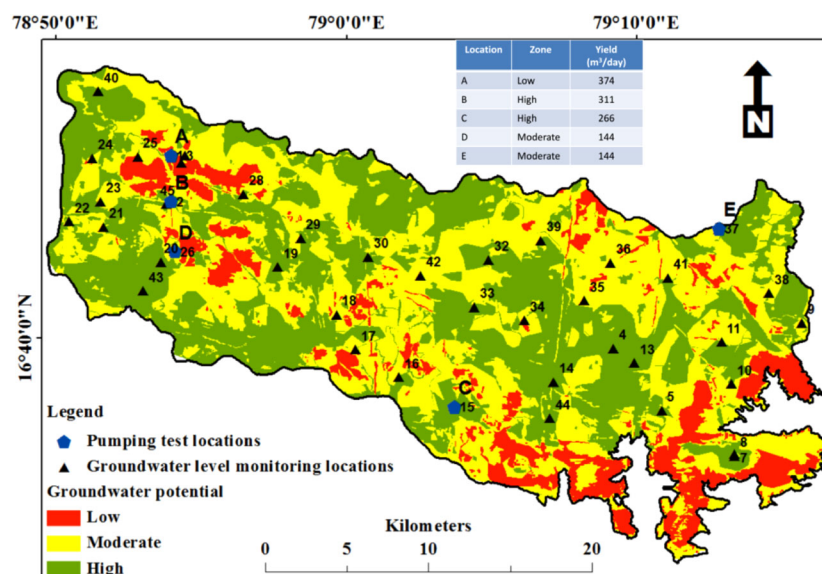 78°50'0"E 79°0'0"E 79°10'0"E
Location Zone Yield (m³/day)
A Low 374
B High 311
C High 266
D Moderate 144
E Moderate 144
N
40
A
24 25 3
B
28
45 2
23
22 21
D
E
37
29
39
20 26
30
32
36
19
42
41
43
38
35
33
18
34
9
16°40'0"N
4
11
17
13
16
14
10
C
15
5
44
8
7
Legend
Pumping test locations
Groundwater level monitoring locations
Groundwater potential
Low
Moderate
High
Kilometers
0 5 10 20